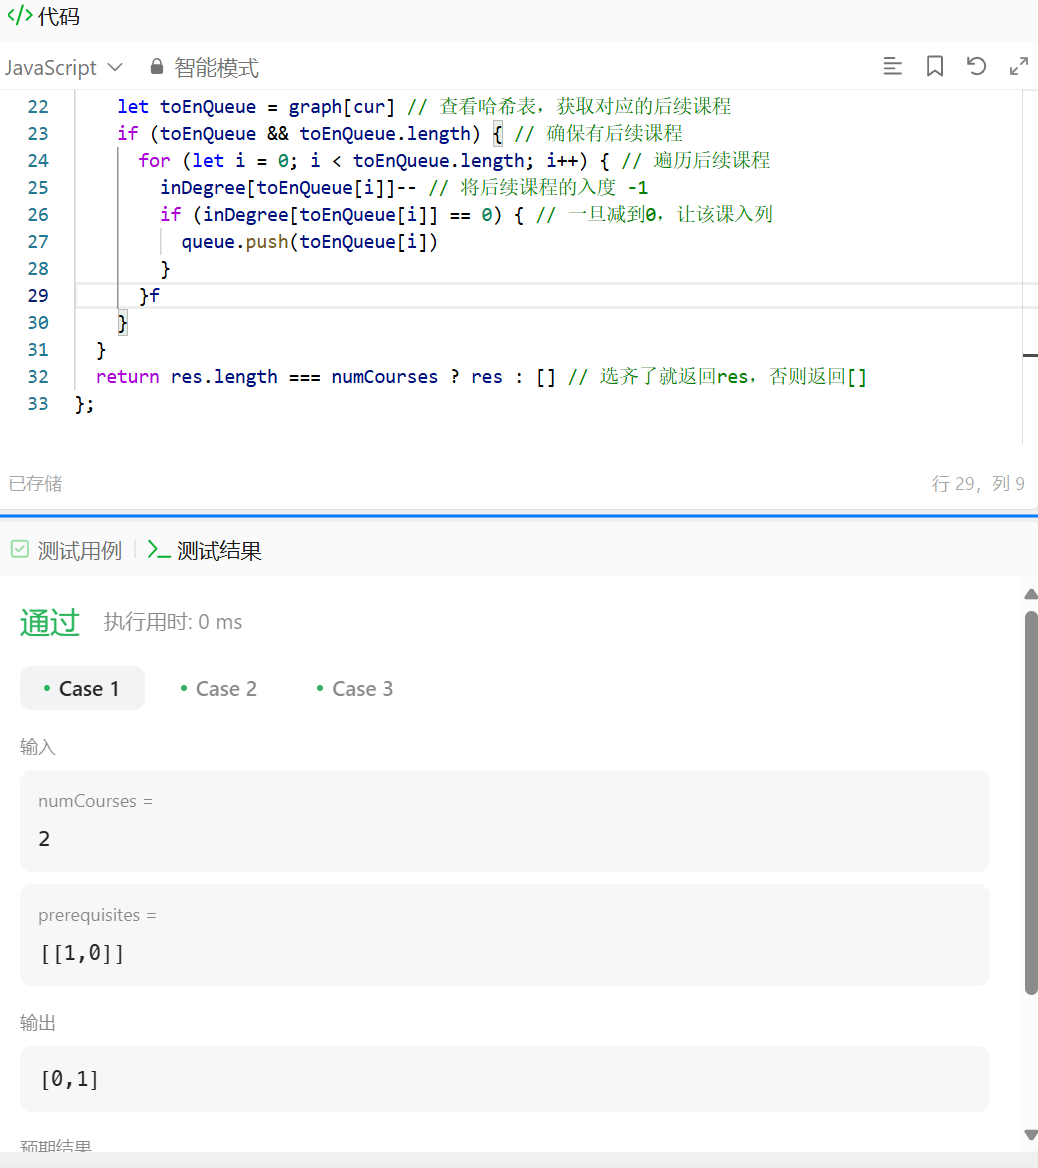 </> 代码
JavaScript 智能模式
22 let toEnQueue = graph[cur] // 查看哈希表，获取对应的后续课程
23 if (toEnQueue && toEnQueue.length) { // 确保有后续课程
24 for (let i = 0; i < toEnQueue.length; i++) { // 遍历后续课程
25 inDegree[toEnQueue[i]]-- // 将后续课程的入度 -1
26 if (inDegree[toEnQueue[i]] == 0) { // 一旦减到0，让该课入列
27 queue.push(toEnQueue[i])
28 }
29 }f
30 }
31 }
32 return res.length === numCourses ? res : [] // 选齐了就返回res，否则返回[]
33 };
已存储 行 29，列 9
测试用例 >_ 测试结果
通过 执行用时: 0 ms
• Case 1 • Case 2 • Case 3
输入
numCourses =
2
prerequisites =
[[1,0]]
输出
[0,1]
预期结果